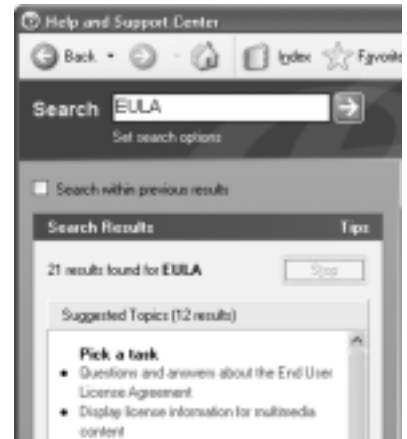 Help and Support Center
Back Index Favorite
Search EULA
Set search options
Search within previous results
Search Results Tips
21 results found for EULA Stop
Suggested Topics (12 results)
Pick a task
• Questions and answers about the End User
License Agreement
• Display license information for multimedia
content